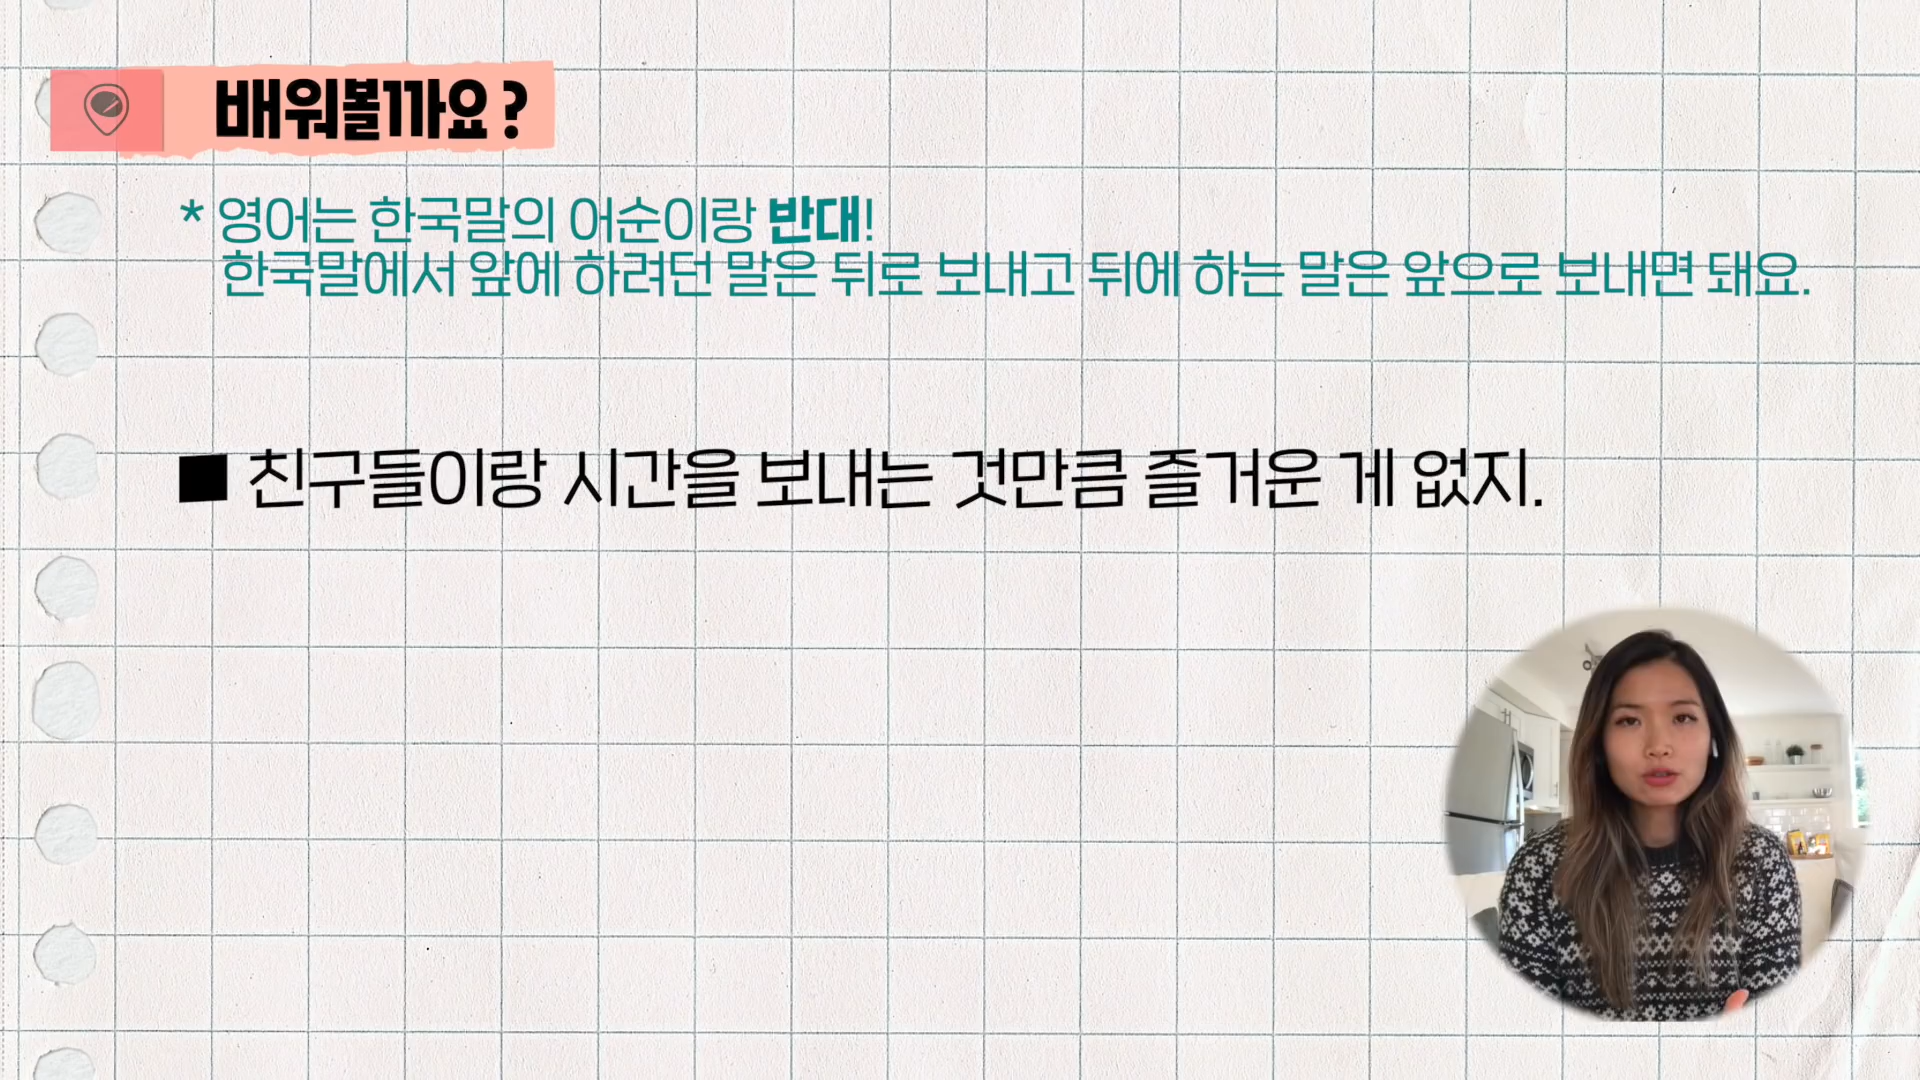 배워볼까요?
* 영어는 한국말의 어순이랑 반대!
한국말에서 앞에 하려던 말은 뒤로 보내고 뒤에 하는 말은 앞으로 보내면 돼요.
■ 친구들이랑 시간을 보내는 것만큼 즐거운 게 없지.